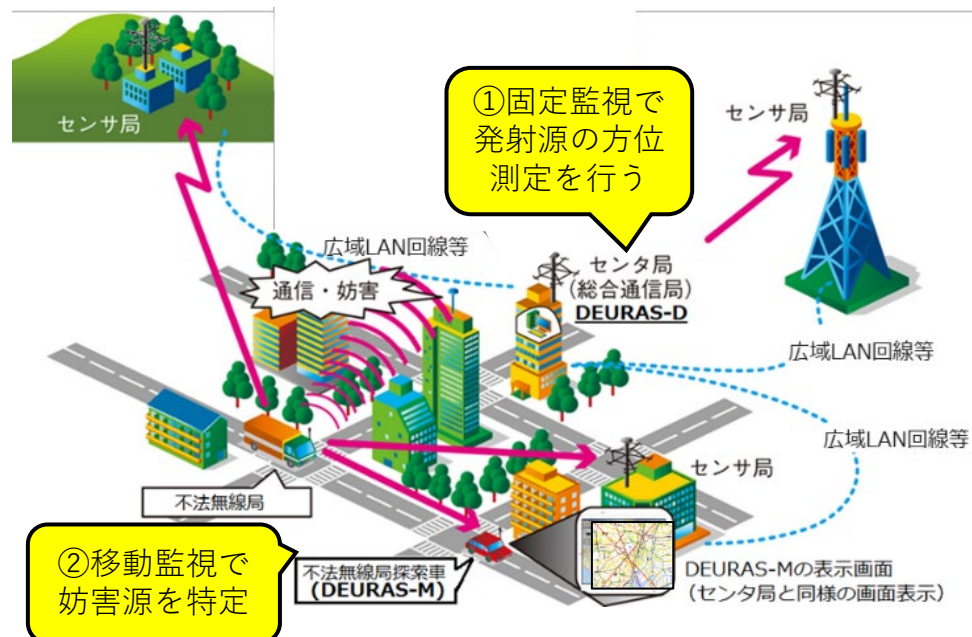 センサ局
①固定監視で
発射源の方位
測定を行う
センサ局
広域LAN回線等
通信・妨害
センタ局
(総合通信局)
DEURAS-D
広域LAN回線等
広域LAN回線等
センサ局
不法無線局
②移動監視で
妨害源を特定
不法無線局探索車
(DEURAS-M)
DEURAS-Mの表示画面
（センタ局と同様の画面表示）